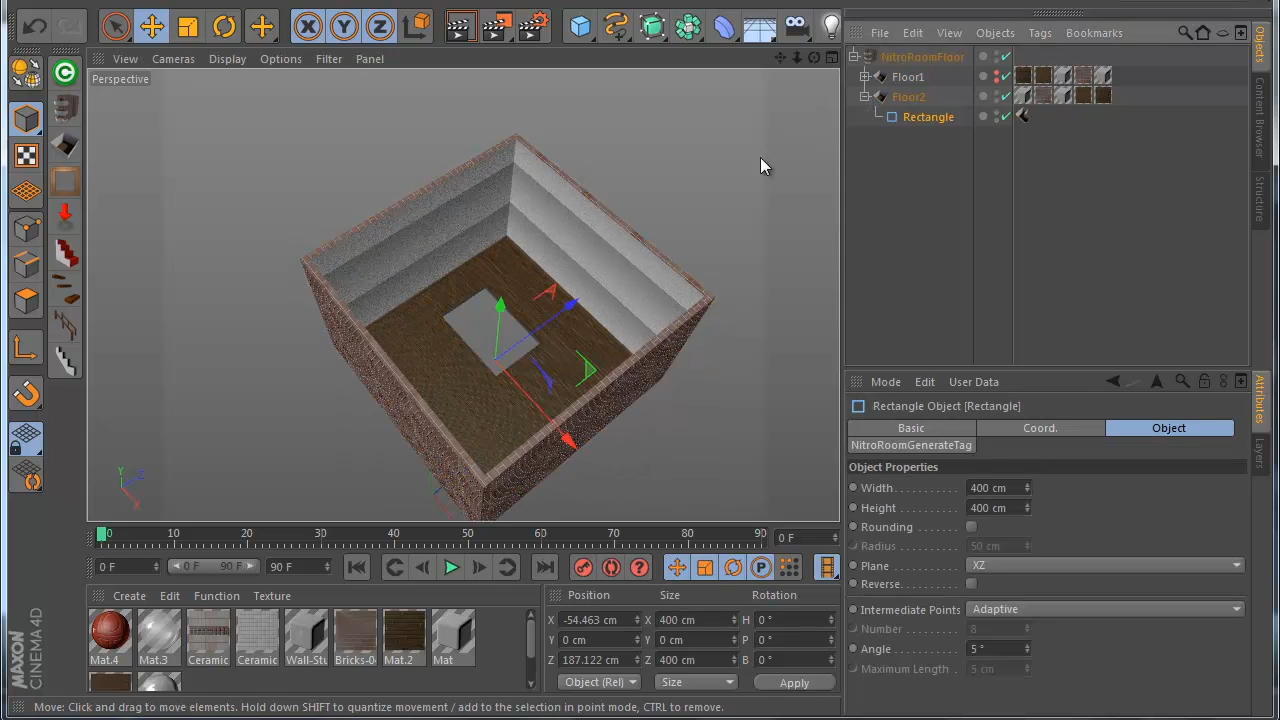 View Cameras Display Options Filter Panel
Perspective
Y
Z
X
0 10 20 30 40 50 60 70 80 90
0 F
0 F
0 F
90 F
90 F
Create Edit Function Texture
Mat.4 Mat.3 Ceramic Ceramic Wall-Stu Bricks-0 Mat.2 Mat
Position Size Rotation
X -54.463 cm X 400 cm H 0 °
Y 0 cm Y 0 cm P 0 °
Z 187.122 cm Z 400 cm B 0 °
Object (Rel) Size Apply
Move: Click and drag to move elements. Hold down SHIFT to quantize movement / add to the selection in point mode, CTRL to remove.
MAXON
CINEMA 4D
File Edit View Objects Tags Bookmarks
NitroRoomFloor
Floor1
Floor2
Rectangle
Objects
Content Browser
Structure
Mode Edit User Data
Rectangle Object [Rectangle]
Basic Coord. Object
NitroRoomGenerateTag
Object Properties
Width 400 cm
Height 400 cm
Rounding
Radius 50 cm
Plane XZ
Reverse
Intermediate Points Adaptive
Number 8
Angle 5 °
Maximum Length 5 cm
Attributes
Layers